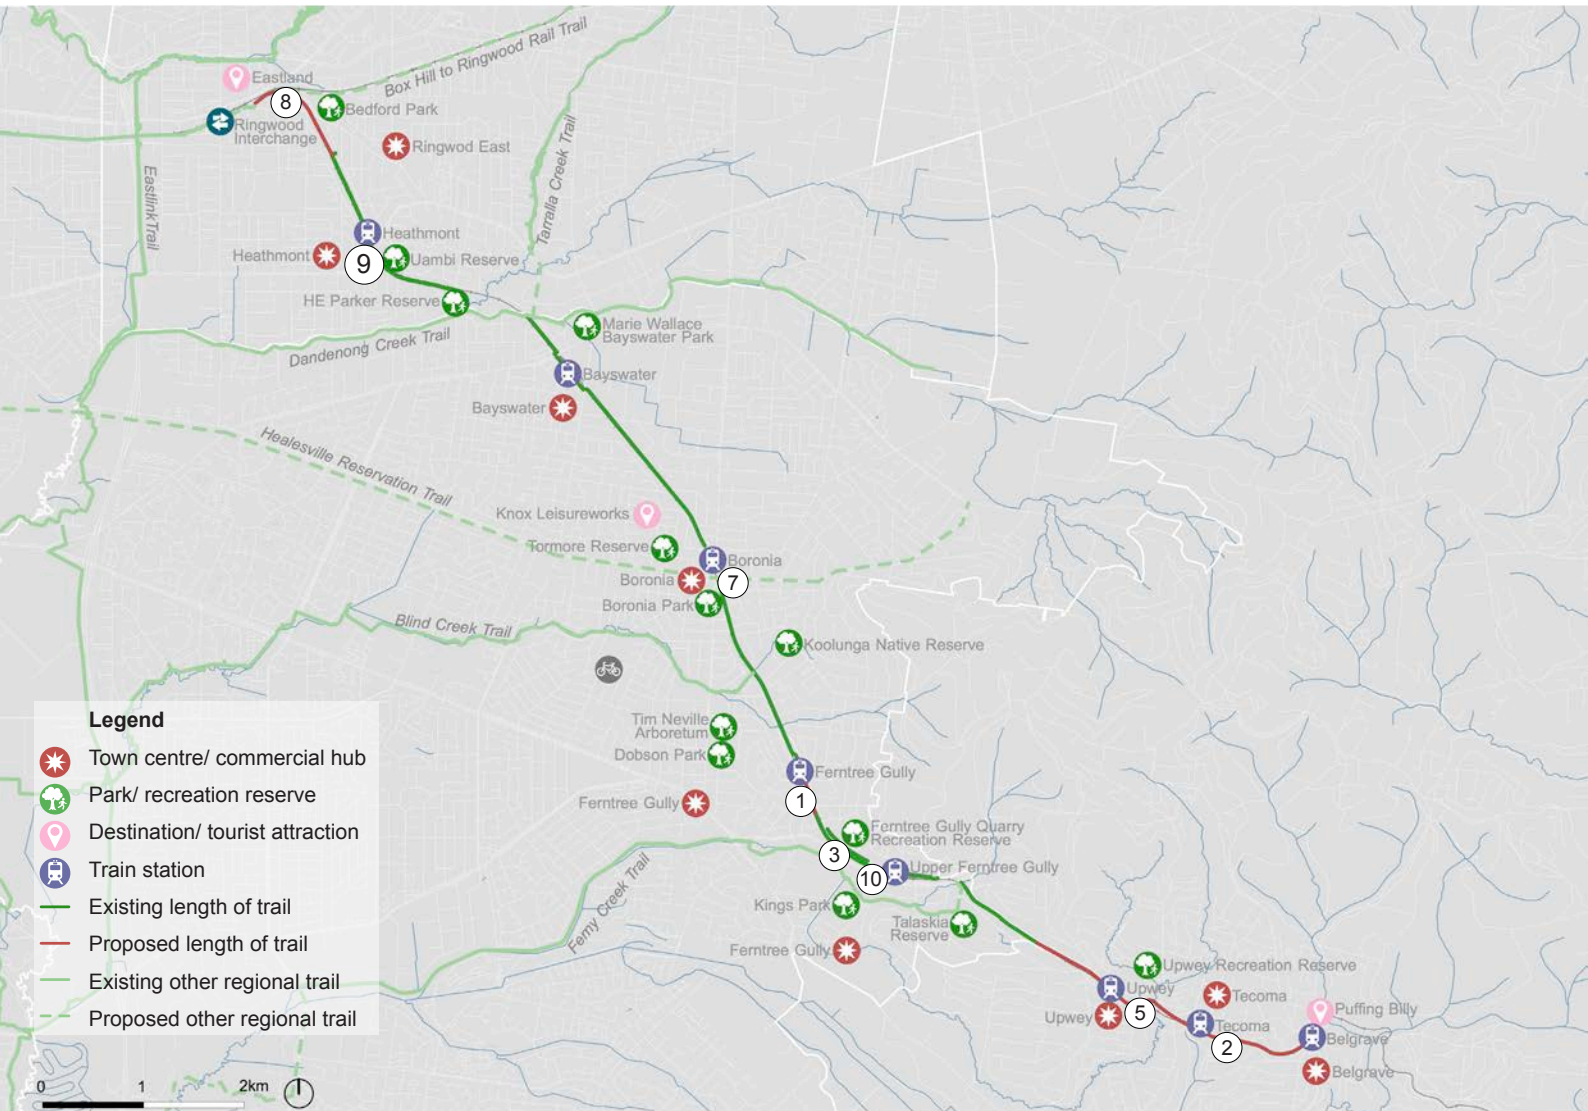 Box Hill to Ringwood Rail Trail
Eastland
8
Bedford Park
Ringwood
Interchange
Ringwod East
Tarralla Creek Trail
EastlinkTrail
Heathmont
Heathmont
9
Uambi Reserve
HE Parker Reserve
Marie Wallace
Bayswater Park
Dandenong Creek Trail
Bayswater
Bayswater
Healesville Reservation Trail
Knox Leisureworks
Tormore Reserve
Boronia
Boronia
7
Boronia Park
Blind Creek Trail
Koolunga Native Reserve
Tim Neville
Arboretum
Dobson Park
Ferntree Gully
1
Ferntree Gully
Ferntree Gully Quarry
Recreation Reserve
3
10
Upper Ferntree Gully
Ferny Creek Trail
Kings Park
Talaskia
Reserve
Ferntree Gully
Upwey Recreation Reserve
Upwey
Upwey
5
Tecoma
Tecoma
2
Puffing Billy
Belgrave
Belgrave
Legend
Town centre/ commercial hub
Park/ recreation reserve
Destination/ tourist attraction
Train station
Existing length of trail
Proposed length of trail
Existing other regional trail
Proposed other regional trail
0 1 2km